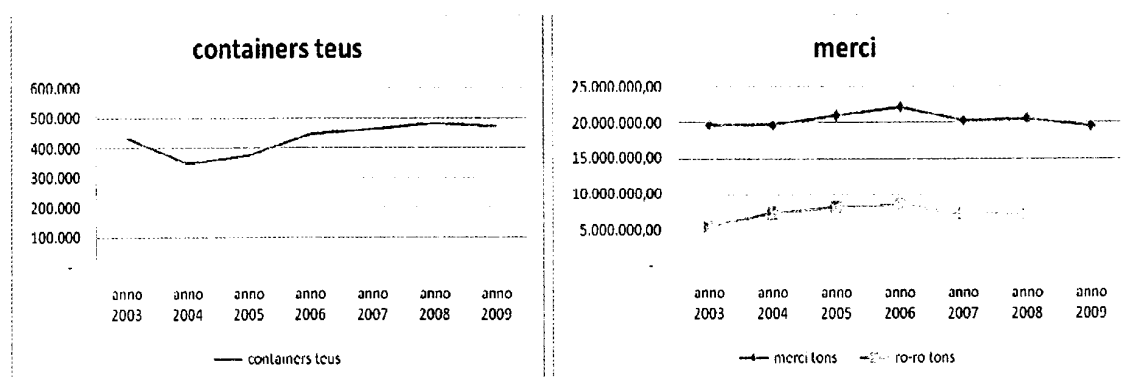 containers teus
600.000
500.000
400.000
300.000
200.000
100.000
-
anno anno anno anno anno anno anno
2003 2004 2005 2006 2007 2008 2009
containers teus
merci
25.000.000,00
20.000.000,00
15.000.000,00
10.000.000,00
5.000.000,00
-
anno anno anno anno anno anno anno
2003 2004 2005 2006 2007 2008 2009
merci tons ro-ro tons